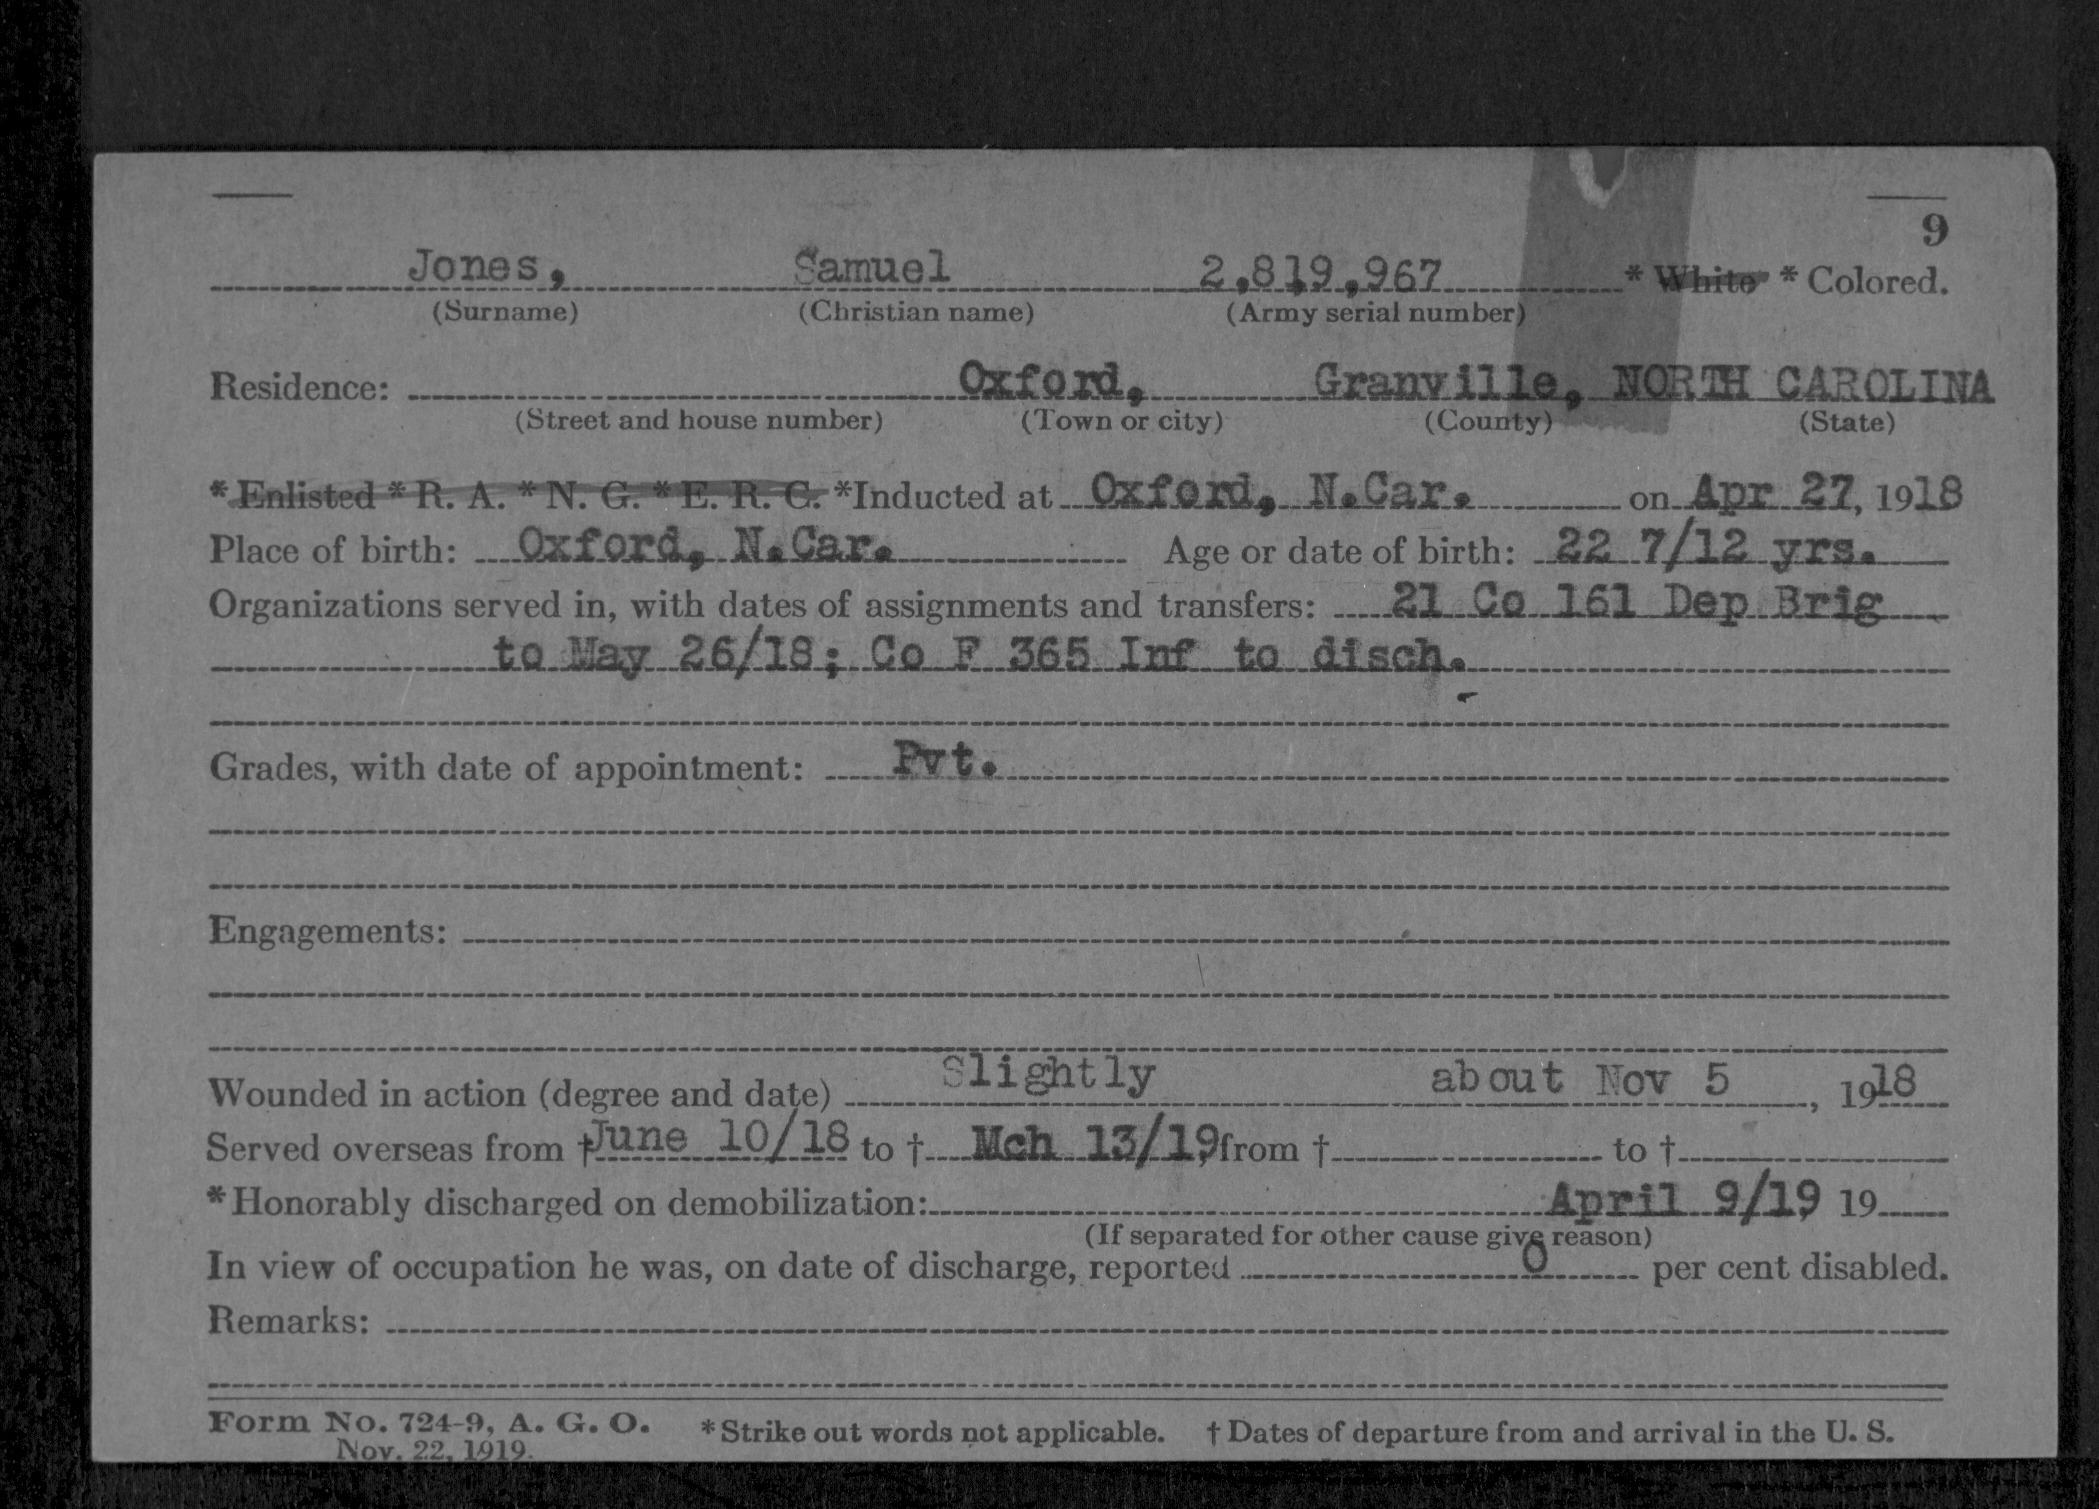 9
Jones, Samuel 2,819,967 * White * Colored.
(Surname) (Christian name) (Army serial number)
Residence: Oxford, Granville, NORTH CAROLINA
(Street and house number) (Town or city) (County) (State)
* Enlisted * R. A. * N. G. * E. R. C. *Inducted at Oxford, N.Car. on Apr 27, 1918
Place of birth: Oxford, N.Car. Age or date of birth: 22 7/12 yrs.
Organizations served in, with dates of assignments and transfers: 21 Co 161 Dep Brig
to May 26/18; Co F 365 Inf to disch.
Grades, with date of appointment: Pvt.
Engagements:
Wounded in action (degree and date) Slightly about Nov 5, 1918
Served overseas from †June 10/18 to † Mch 13/19, from † to †
* Honorably discharged on demobilization: April 9/19, 19
(If separated for other cause give reason)
In view of occupation he was, on date of discharge, reported 0 per cent disabled.
Remarks:
Form No. 724-9, A. G. O. * Strike out words not applicable. † Dates of departure from and arrival in the U. S.
Nov. 22, 1919.